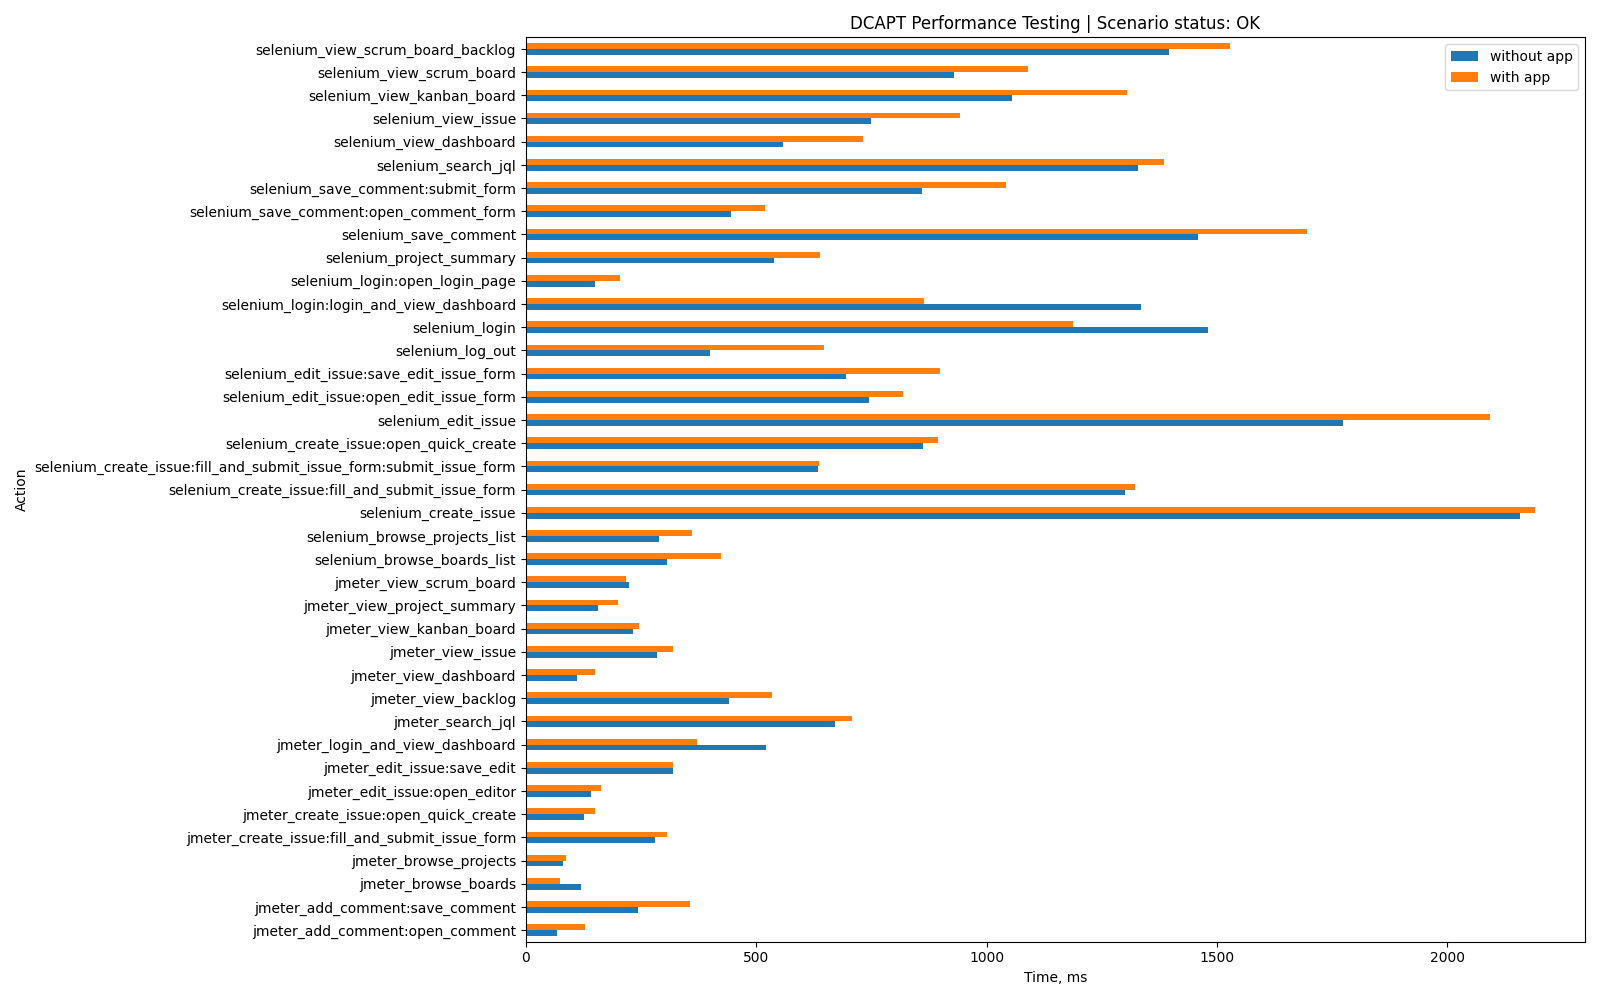 DCAPT Performance Testing | Scenario status: OK
without app
with app
selenium_view_scrum_board_backlog
selenium_view_scrum_board
selenium_view_kanban_board
selenium_view_issue
selenium_view_dashboard
selenium_search_jql
selenium_save_comment:submit_form
selenium_save_comment:open_comment_form
selenium_save_comment
selenium_project_summary
selenium_login:open_login_page
selenium_login:login_and_view_dashboard
selenium_login
selenium_log_out
selenium_edit_issue:save_edit_issue_form
selenium_edit_issue:open_edit_issue_form
selenium_edit_issue
selenium_create_issue:open_quick_create
selenium_create_issue:fill_and_submit_issue_form:submit_issue_form
selenium_create_issue:fill_and_submit_issue_form
selenium_create_issue
selenium_browse_projects_list
selenium_browse_boards_list
jmeter_view_scrum_board
jmeter_view_project_summary
jmeter_view_kanban_board
jmeter_view_issue
jmeter_view_dashboard
jmeter_view_backlog
jmeter_search_jql
jmeter_login_and_view_dashboard
jmeter_edit_issue:save_edit
jmeter_edit_issue:open_editor
jmeter_create_issue:open_quick_create
jmeter_create_issue:fill_and_submit_issue_form
jmeter_browse_projects
jmeter_browse_boards
jmeter_add_comment:save_comment
jmeter_add_comment:open_comment
Action
0 500 1000 1500 2000
Time, ms